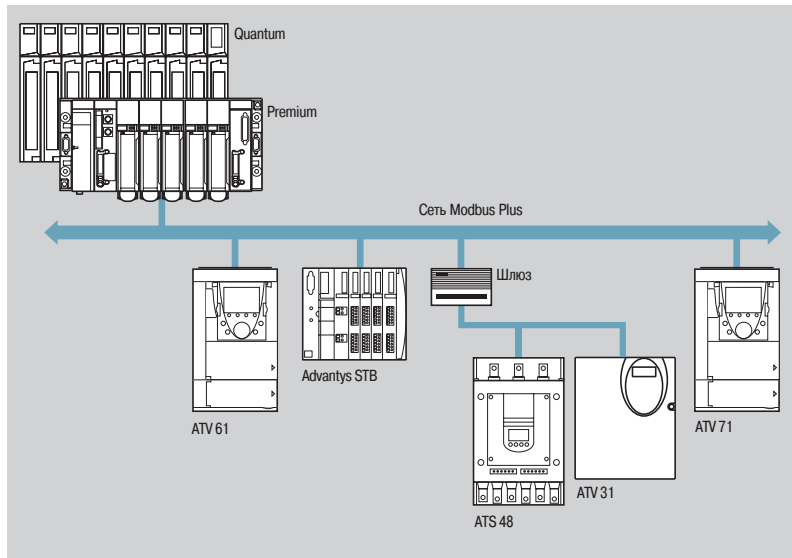 Quantum
Premium
Сеть Modbus Plus
Шлюз
Advantys STB
ATV 61
ATV 71
ATV 31
ATS 48